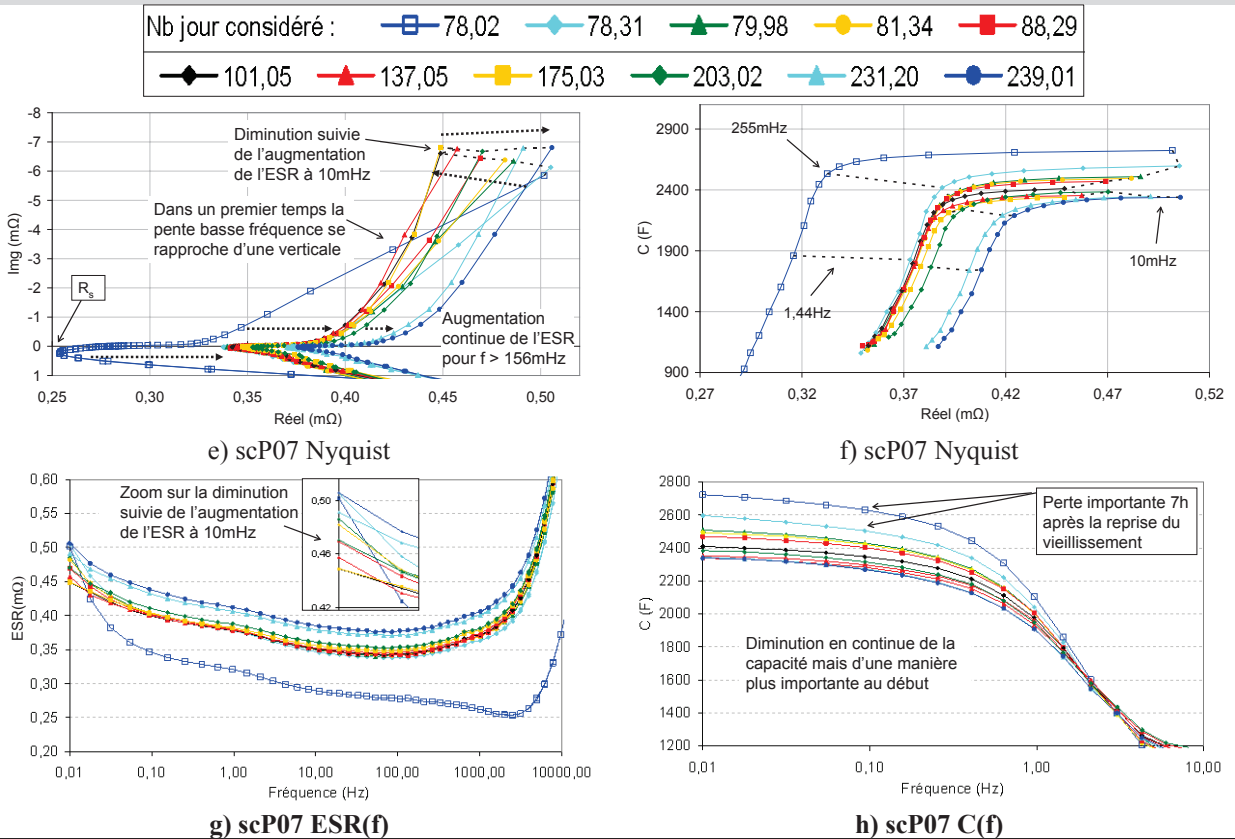 Nb jour considéré : 78,02 78,31 79,98 81,34 88,29
101,05 137,05 175,03 203,02 231,20 239,01
-8
-7
-6
-5
-4
-3
-2
-1
0
1
Img (mΩ)
0,25 0,30 0,35 0,40 0,45 0,50
Réel (mΩ)
Diminution suivie
de l'augmentation
de l'ESR à 10mHz
Dans un premier temps la
pente basse fréquence se
rapproche d'une verticale
Rs
Augmentation
continue de l'ESR
pour f > 156mHz
e) scP07 Nyquist
2900
2400
1900
1400
900
C (F)
0,27 0,32 0,37 0,42 0,47 0,52
Réel (mΩ)
255mHz
1,44Hz
10mHz
f) scP07 Nyquist
0,60
0,55
0,50
0,45
0,40
0,35
0,30
0,25
0,20
ESR(mΩ)
0,01 0,10 1,00 10,00 100,00 1000,00 10000,00
Fréquence (Hz)
Zoom sur la diminution
suivie de l'augmentation
de l'ESR à 10mHz
0,50
0,46
0,42
g) scP07 ESR(f)
2800
2600
2400
2200
2000
1800
1600
1400
1200
C (F)
0,01 0,10 1,00 10,00
Fréquence (Hz)
Perte importante 7h
après la reprise du
vieillissement
Diminution en continue de la
capacité mais d'une manière
plus importante au début
h) scP07 C(f)